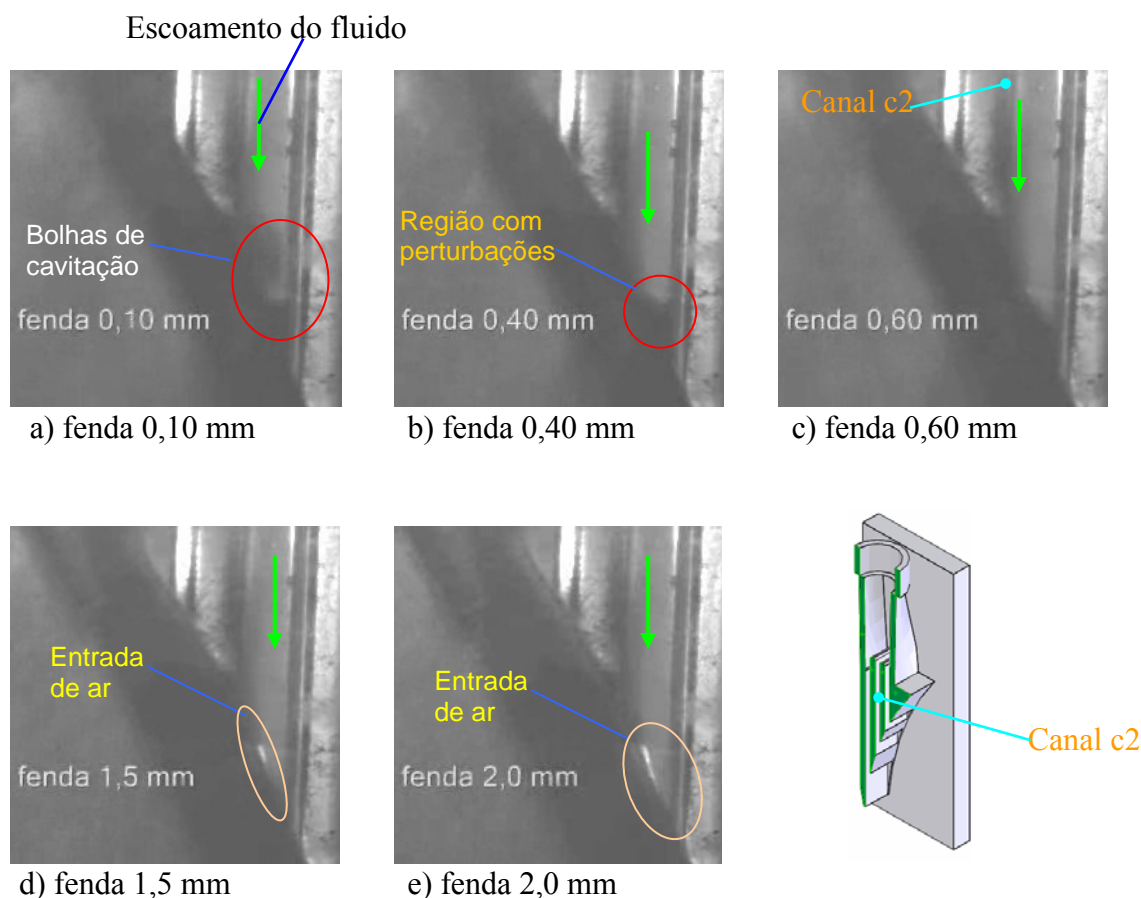 Escoamento do fluido
Canal c2
Bolhas de
cavitação
Região com
perturbações
fenda 0,10 mm
fenda 0,40 mm
fenda 0,60 mm
a) fenda 0,10 mm
b) fenda 0,40 mm
c) fenda 0,60 mm
Entrada
de ar
Entrada
de ar
fenda 1,5 mm
fenda 2,0 mm
Canal c2
d) fenda 1,5 mm
e) fenda 2,0 mm